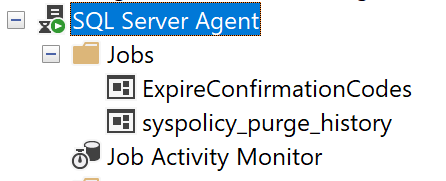 SQL Server Agent
Jobs
ExpireConfirmationCodes
syspolicy_purge_history
Job Activity Monitor